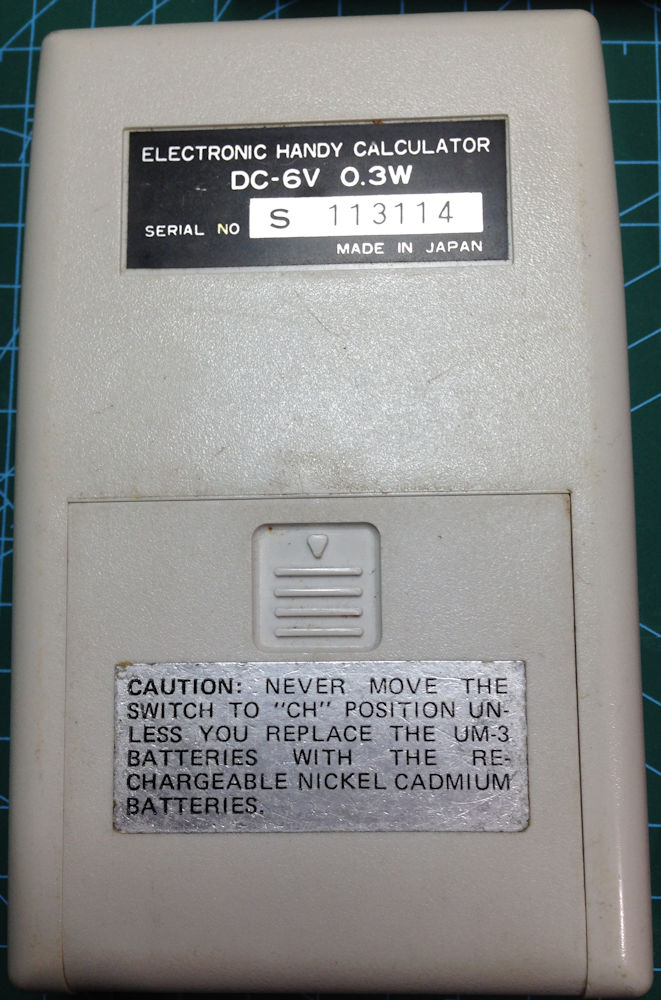 ELECTRONIC HANDY CALCULATOR
DC-6V 0.3W
SERIAL NO S 113114
MADE IN JAPAN
CAUTION: NEVER MOVE THE
SWITCH TO "CH" POSITION UN-
LESS YOU REPLACE THE UM-3
BATTERIES WITH THE RE-
CHARGEABLE NICKEL CADMIUM
BATTERIES.